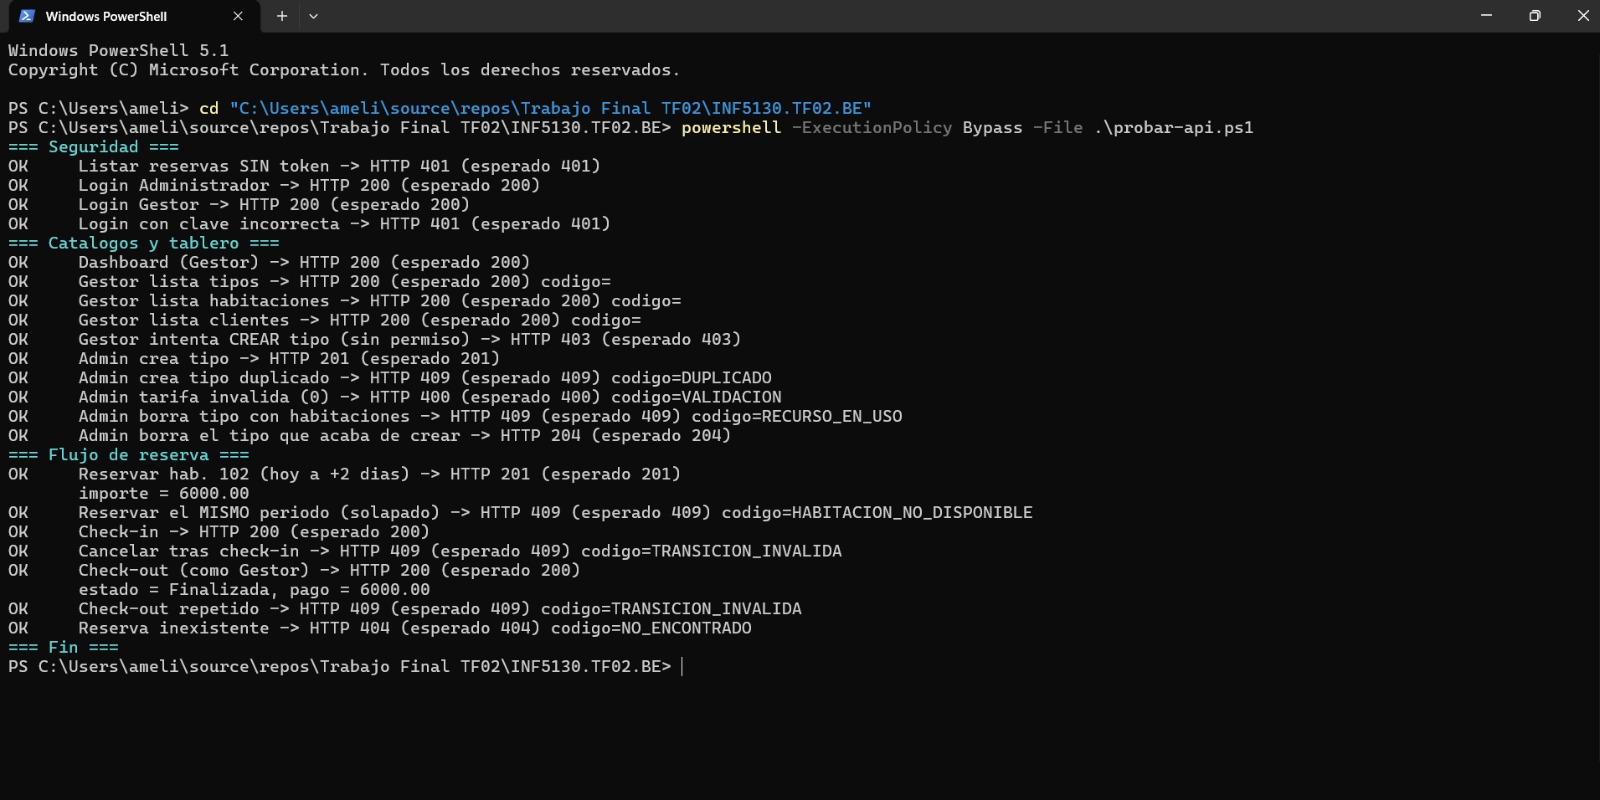 Windows PowerShell
Windows PowerShell 5.1
Copyright (C) Microsoft Corporation. Todos los derechos reservados.
PS C:\Users\ameli> cd "C:\Users\ameli\source\repos\Trabajo Final TF02\INF5130.TF02.BE"
PS C:\Users\ameli\source\repos\Trabajo Final TF02\INF5130.TF02.BE> powershell -ExecutionPolicy Bypass -File .\probar-api.ps1
=== Seguridad ===
OK     Listar reservas SIN token -> HTTP 401 (esperado 401)
OK     Login Administrador -> HTTP 200 (esperado 200)
OK     Login Gestor -> HTTP 200 (esperado 200)
OK     Login con clave incorrecta -> HTTP 401 (esperado 401)
=== Catalogos y tablero ===
OK     Dashboard (Gestor) -> HTTP 200 (esperado 200)
OK     Gestor lista tipos -> HTTP 200 (esperado 200) codigo=
OK     Gestor lista habitaciones -> HTTP 200 (esperado 200) codigo=
OK     Gestor lista clientes -> HTTP 200 (esperado 200) codigo=
OK     Gestor intenta CREAR tipo (sin permiso) -> HTTP 403 (esperado 403)
OK     Admin crea tipo -> HTTP 201 (esperado 201)
OK     Admin crea tipo duplicado -> HTTP 409 (esperado 409) codigo=DUPLICADO
OK     Admin tarifa invalida (0) -> HTTP 400 (esperado 400) codigo=VALIDACION
OK     Admin borra tipo con habitaciones -> HTTP 409 (esperado 409) codigo=RECURSO_EN_USO
OK     Admin borra el tipo que acaba de crear -> HTTP 204 (esperado 204)
=== Flujo de reserva ===
OK     Reservar hab. 102 (hoy a +2 dias) -> HTTP 201 (esperado 201)
       importe = 6000.00
OK     Reservar el MISMO periodo (solapado) -> HTTP 409 (esperado 409) codigo=HABITACION_NO_DISPONIBLE
OK     Check-in -> HTTP 200 (esperado 200)
OK     Cancelar tras check-in -> HTTP 409 (esperado 409) codigo=TRANSICION_INVALIDA
OK     Check-out (como Gestor) -> HTTP 200 (esperado 200)
       estado = Finalizada, pago = 6000.00
OK     Check-out repetido -> HTTP 409 (esperado 409) codigo=TRANSICION_INVALIDA
OK     Reserva inexistente -> HTTP 404 (esperado 404) codigo=NO_ENCONTRADO
=== Fin ===
PS C:\Users\ameli\source\repos\Trabajo Final TF02\INF5130.TF02.BE>